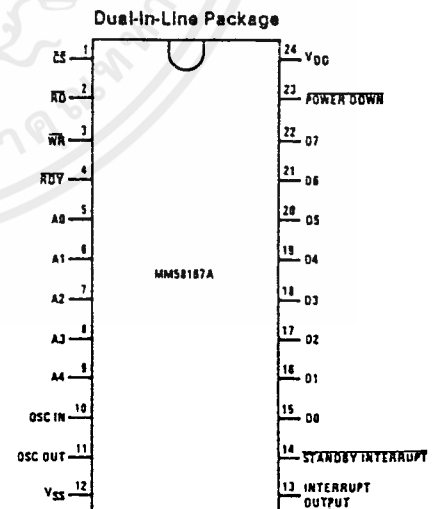 Dual-In-Line Package
CS 1
RD 2
WR 3
RDY 4
A0 5
A1 6
A2 7
A3 8
A4 9
OSC IN 10
OSC OUT 11
VSS 12
MM58167A
24 VDD
23 POWER DOWN
22 D7
21 D6
20 D5
19 D4
18 D3
17 D2
16 D1
15 D0
14 STANDBY INTERRUPT
13 INTERRUPT
OUTPUT